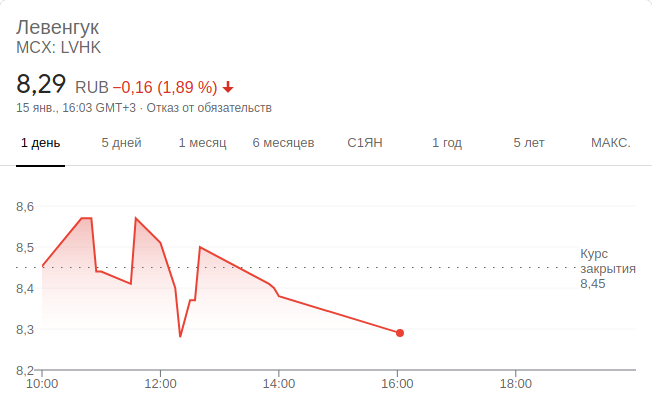 Левенгук
MCX: LVHK
8,29 RUB −0,16 (1,89 %)
15 янв., 16:03 GMT+3 · Отказ от обязательств
1 день 5 дней 1 месяц 6 месяцев С1ЯН 1 год 5 лет МАКС.
8,6
8,5
8,4
8,3
8,2
Курс
закрытия
8,45
10:00 12:00 14:00 16:00 18:00